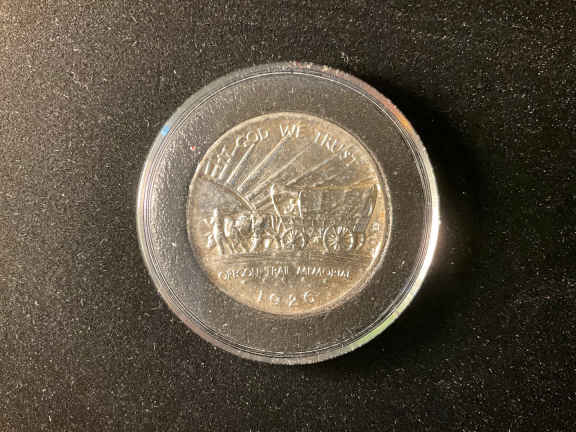 IN GOD WE TRUST
OREGON TRAIL MEMORIAL
1926